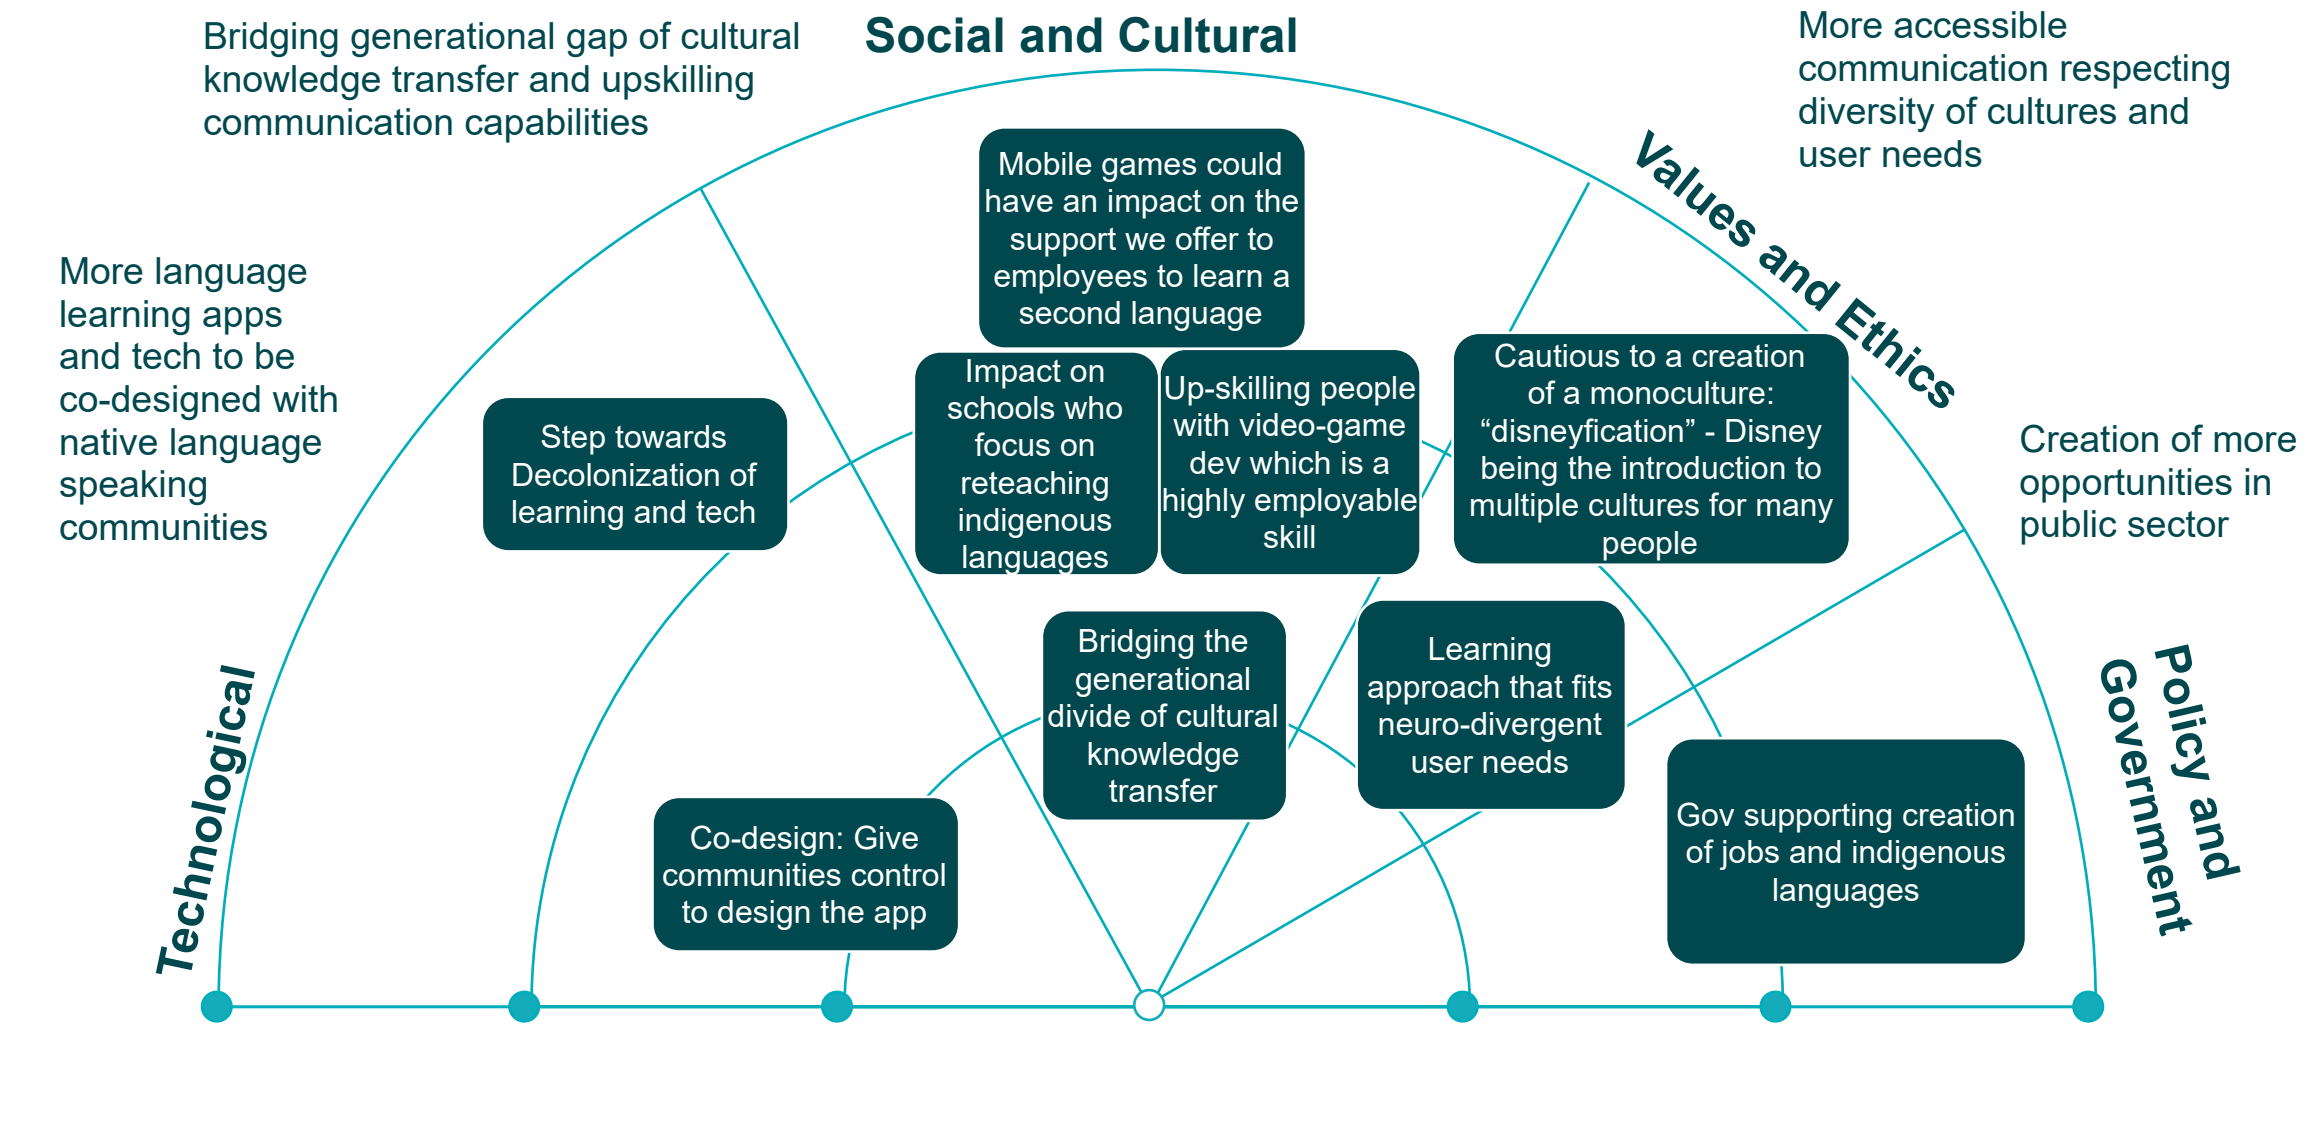 Bridging generational gap of cultural
knowledge transfer and upskilling
communication capabilities
Social and Cultural
More accessible
communication respecting
diversity of cultures and
user needs
Values and Ethics
More language
learning apps
and tech to be
co-designed with
native language
speaking
communities
Mobile games could
have an impact on the
support we offer to
employees to learn a
second language
Step towards
Decolonization of
learning and tech
Impact on
schools who
focus on
reteaching
indigenous
languages
Up-skilling people
with video-game
dev which is a
highly employable
skill
Cautious to a creation
of a monoculture:
“disneyfication” - Disney
being the introduction to
multiple cultures for many
people
Creation of more
opportunities in
public sector
Technological
Bridging the
generational
divide of cultural
knowledge
transfer
Learning
approach that fits
neuro-divergent
user needs
Policy and
Government
Co-design: Give
communities control
to design the app
Gov supporting creation
of jobs and indigenous
languages